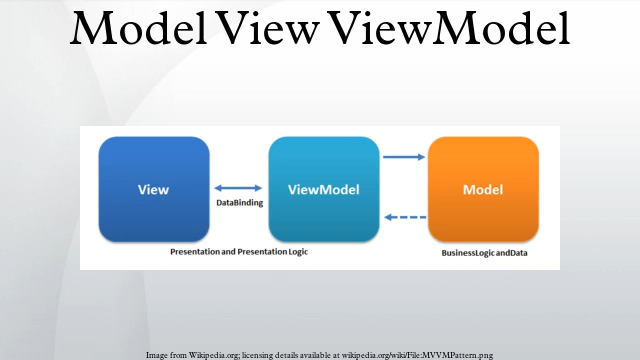 Model View ViewModel
View
ViewModel
Model
DataBinding
Presentation and Presentation Logic
BusinessLogic andData
Image from Wikipedia.org; licensing details available at wikipedia.org/wiki/File:MVVMPattern.png